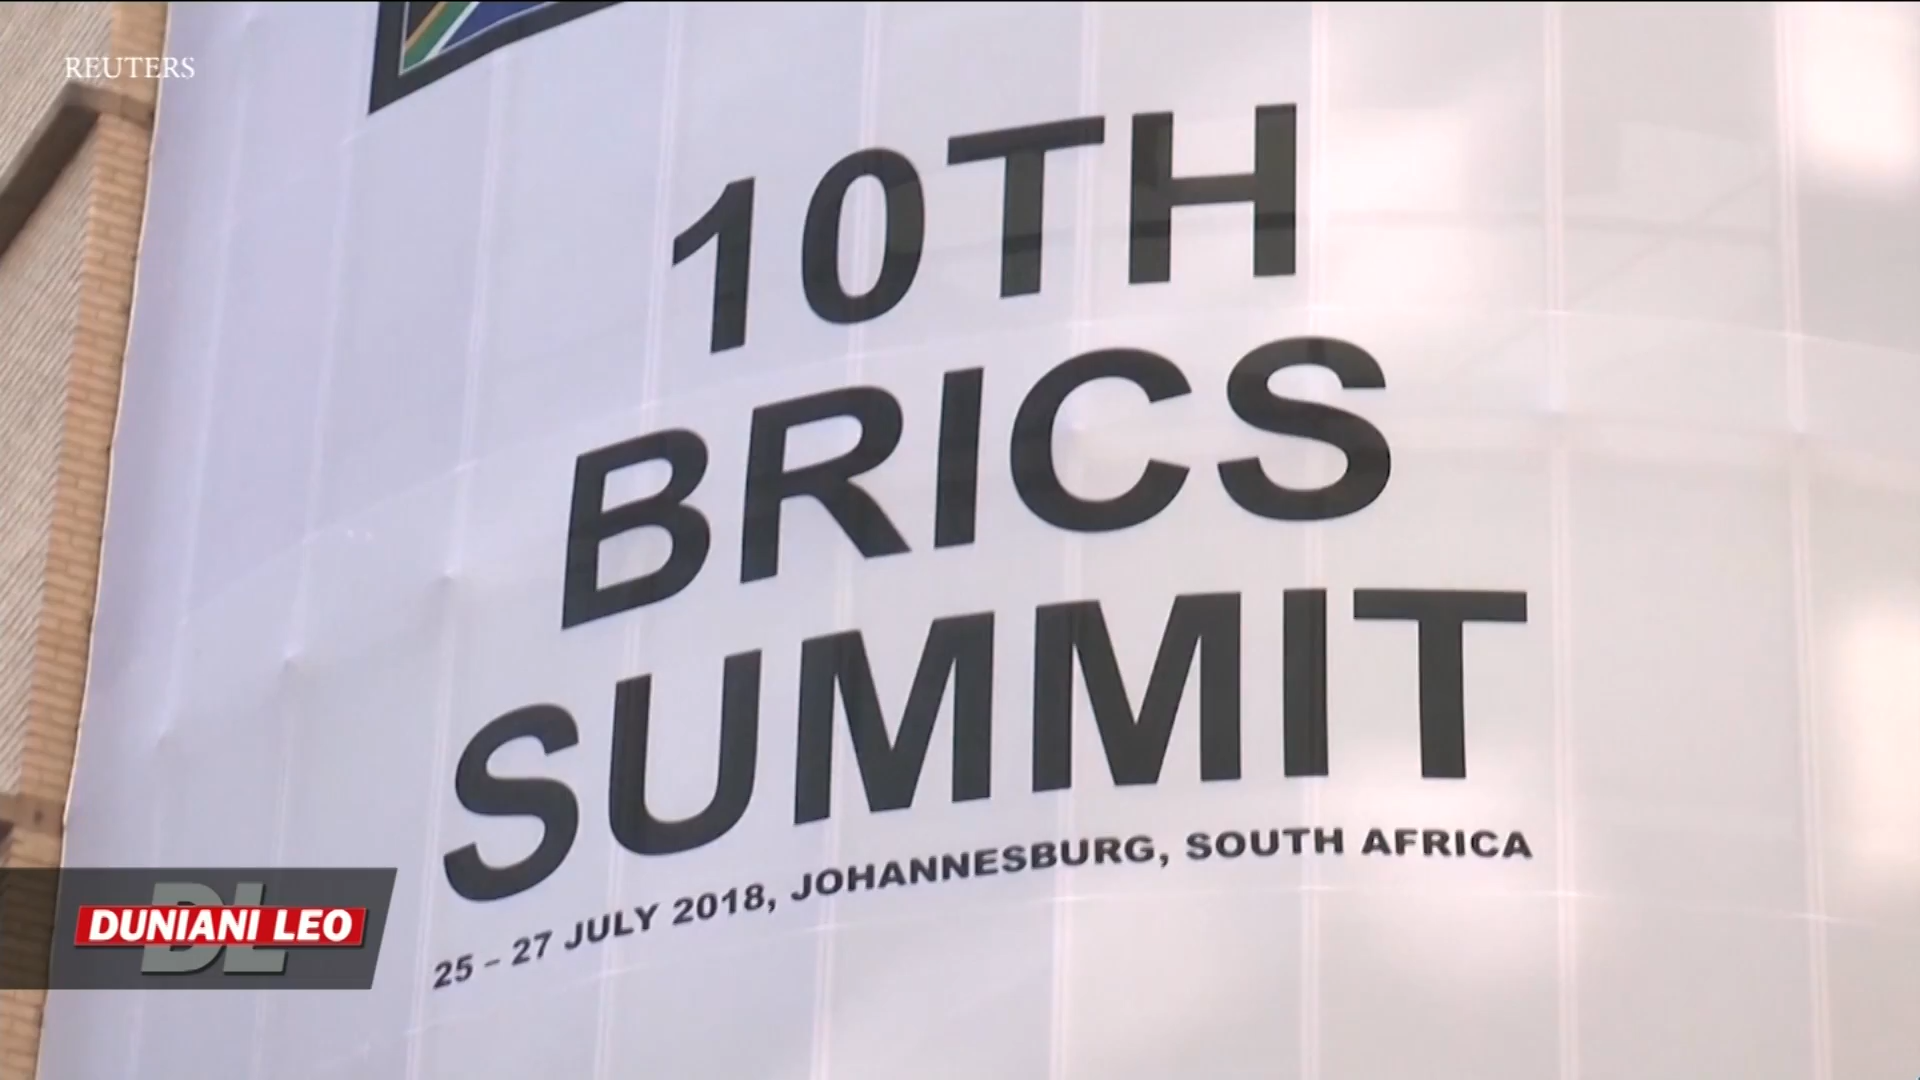 REUTERS
10TH
BRICS
SUMMIT
25 – 27 JULY 2018, JOHANNESBURG, SOUTH AFRICA
DL
DUNIANI LEO